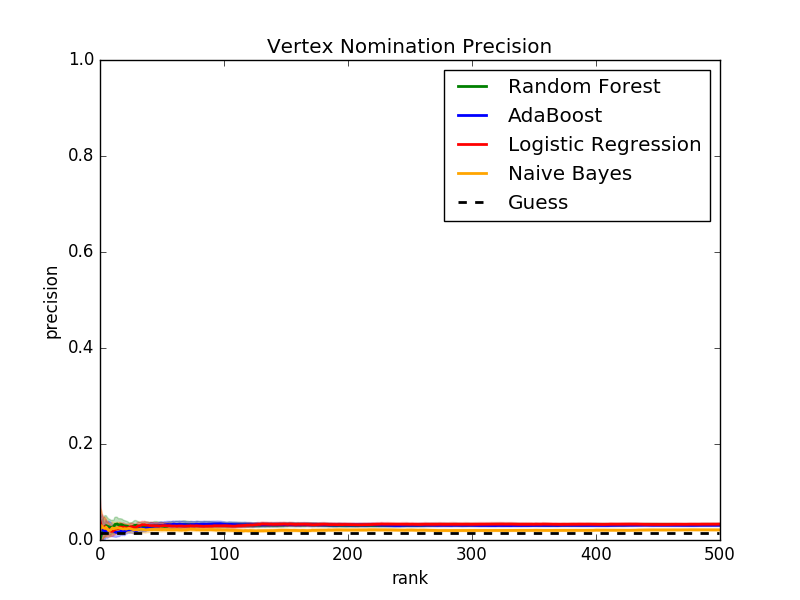 Vertex Nomination Precision
1.0
0.8
0.6
0.4
0.2
0.0
precision
Random Forest
AdaBoost
Logistic Regression
Naive Bayes
Guess
0 100 200 300 400 500
rank